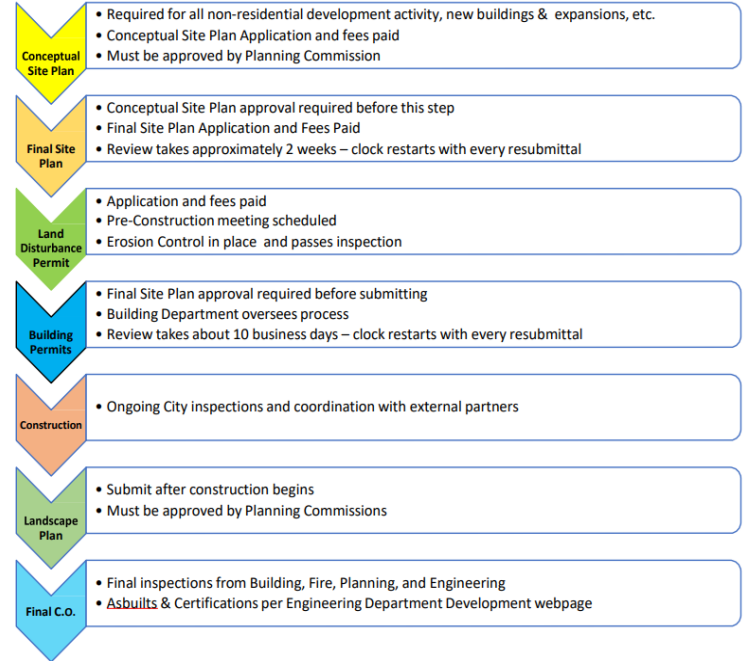 Conceptual
Site Plan
• Required for all non-residential development activity, new buildings & expansions, etc.
• Conceptual Site Plan Application and fees paid
• Must be approved by Planning Commission
Final Site
Plan
• Conceptual Site Plan approval required before this step
• Final Site Plan Application and Fees Paid
• Review takes approximately 2 weeks – clock restarts with every resubmittal
Land
Disturbance
Permit
• Application and fees paid
• Pre-Construction meeting scheduled
• Erosion Control in place and passes inspection
Building
Permits
• Final Site Plan approval required before submitting
• Building Department oversees process
• Review takes about 10 business days – clock restarts with every resubmittal
Construction
• Ongoing City inspections and coordination with external partners
Landscape
Plan
• Submit after construction begins
• Must be approved by Planning Commissions
Final C.O.
• Final inspections from Building, Fire, Planning, and Engineering
• Asbuilts & Certifications per Engineering Department Development webpage